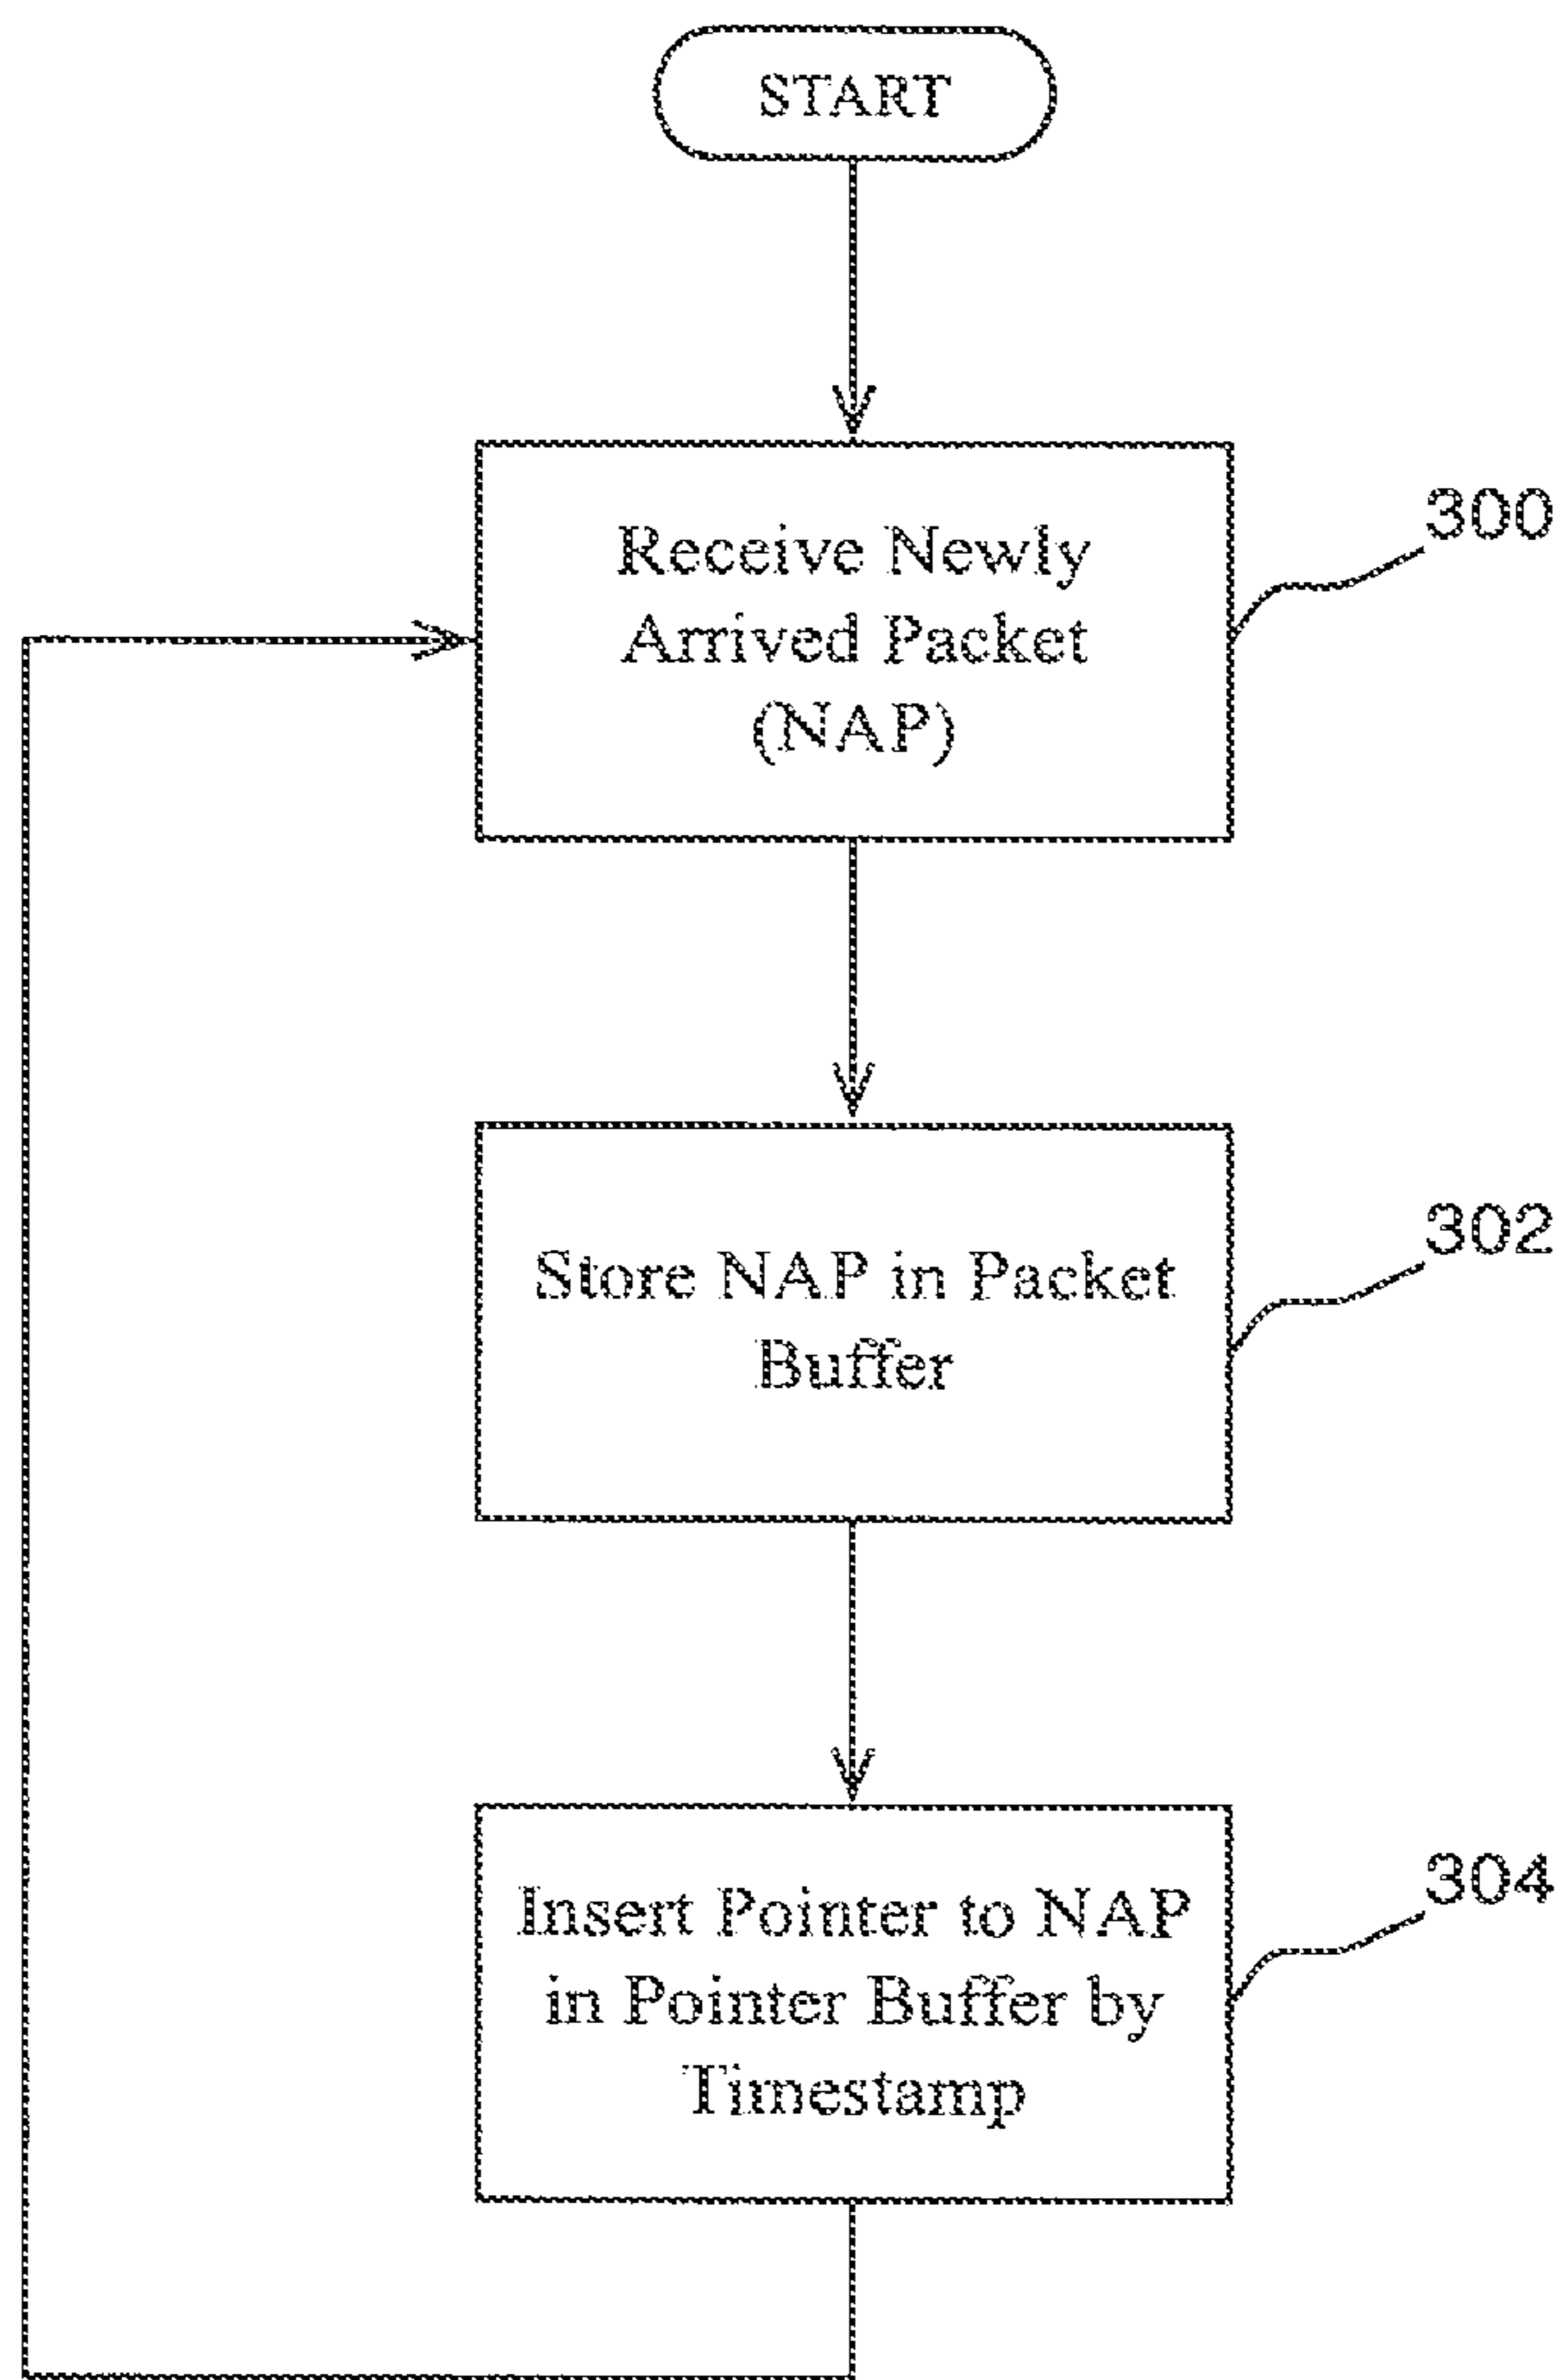 START
Receive Newly
Arrived Packet
(NAP)
300
Store NAP in Packet
Buffer
302
Insert Pointer to NAP
in Pointer Buffer by
Timestamp
304